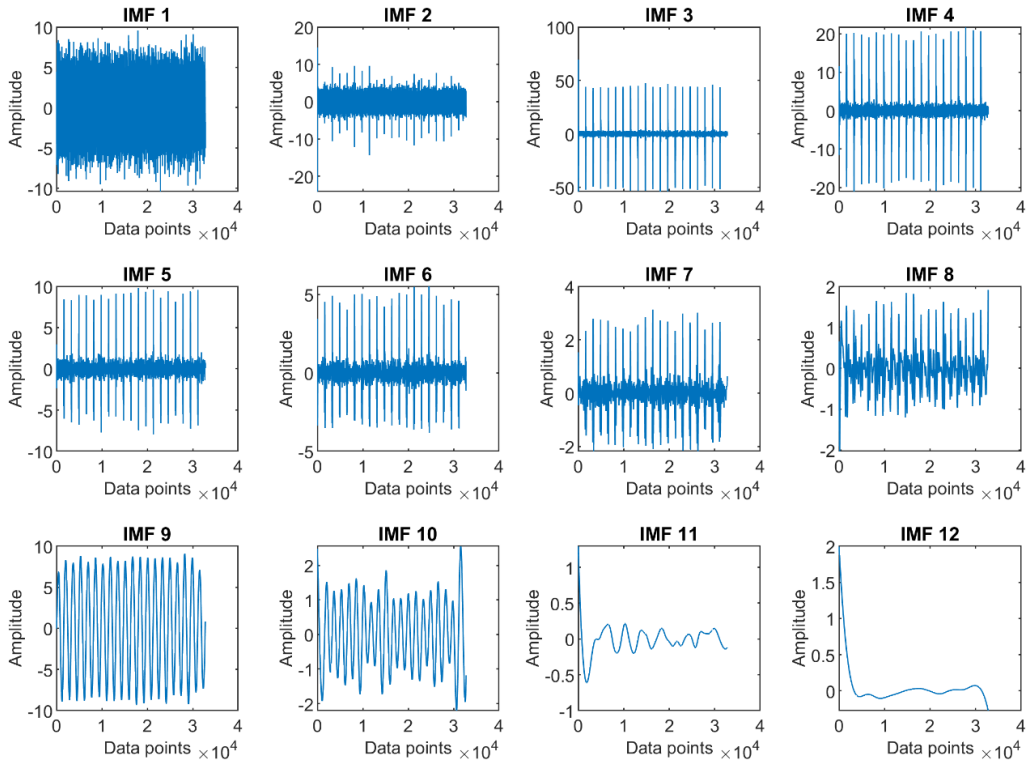 IMF 1
Amplitude
10
5
0
-5
-10
0 1 2 3 4
Data points ×10^4
IMF 2
Amplitude
20
10
0
-10
-20
0 1 2 3 4
Data points ×10^4
IMF 3
Amplitude
100
50
0
-50
0 1 2 3 4
Data points ×10^4
IMF 4
Amplitude
20
10
0
-10
-20
0 1 2 3 4
Data points ×10^4
IMF 5
Amplitude
10
5
0
-5
-10
0 1 2 3 4
Data points ×10^4
IMF 6
Amplitude
5
0
-5
0 1 2 3 4
Data points ×10^4
IMF 7
Amplitude
4
2
0
-2
0 1 2 3 4
Data points ×10^4
IMF 8
Amplitude
2
1
0
-1
-2
0 1 2 3 4
Data points ×10^4
IMF 9
Amplitude
10
5
0
-5
-10
0 1 2 3 4
Data points ×10^4
IMF 10
Amplitude
2
1
0
-1
-2
0 1 2 3 4
Data points ×10^4
IMF 11
Amplitude
1
0.5
0
-0.5
-1
0 1 2 3 4
Data points ×10^4
IMF 12
Amplitude
2
1.5
1
0.5
0
0 1 2 3 4
Data points ×10^4